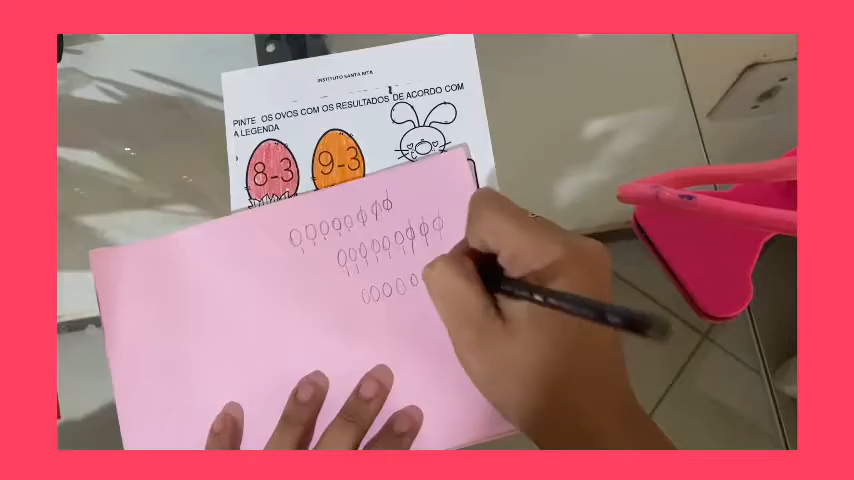 INSTITUTO SANTA RITA
PINTE OS OVOS COM OS RESULTADOS DE ACORDO COM
A LEGENDA
8-3 9-3